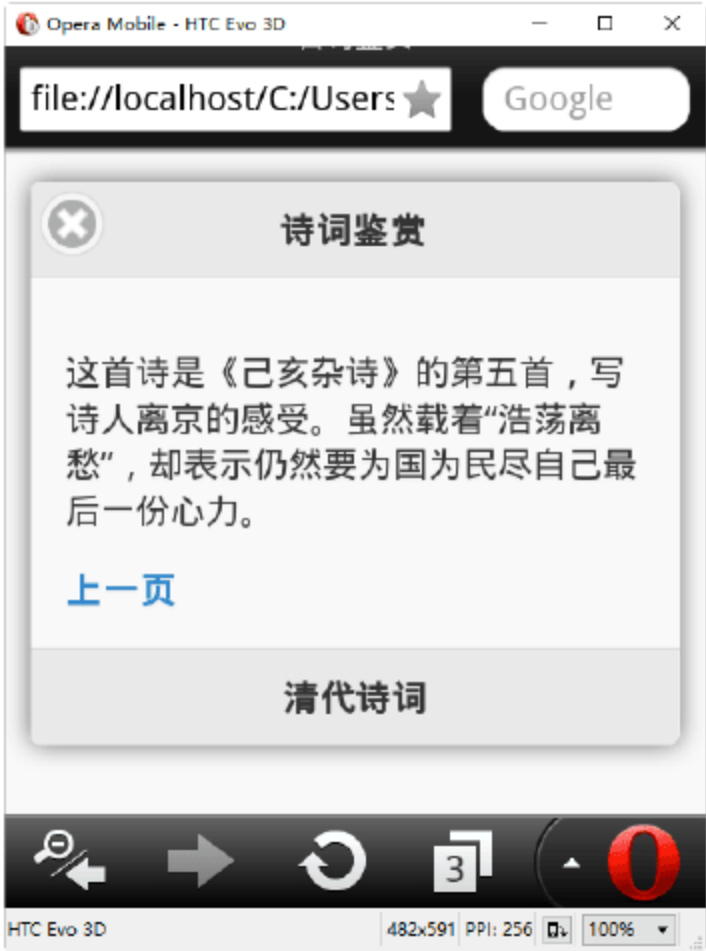 Opera Mobile - HTC Evo 3D
file://localhost/C:/Users
Google
诗词鉴赏
这首诗是《己亥杂诗》的第五首，写
诗人离京的感受。虽然载着“浩荡离
愁”，却表示仍然要为国为民尽自己最
后一份心力。
上一页
清代诗词
3
HTC Evo 3D
482x591 PPI: 256 100%